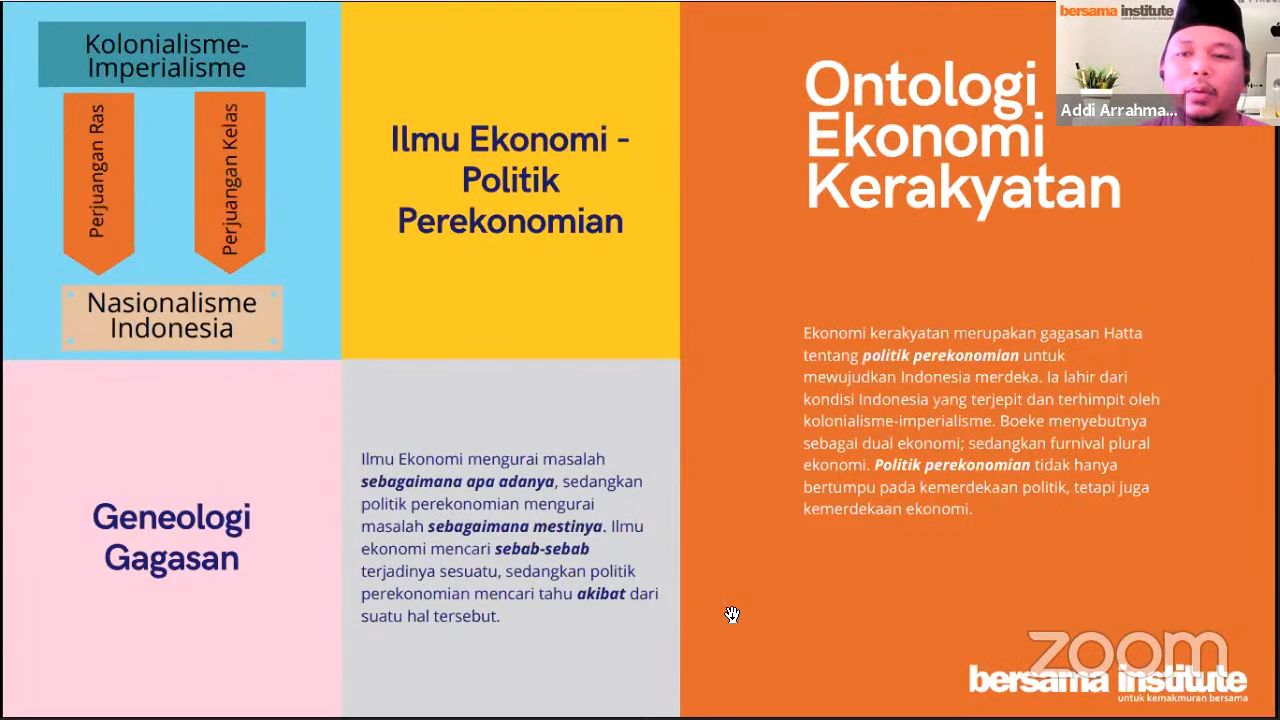 Kolonialisme-
Imperialisme
Perjuangan Ras
Perjuangan Kelas
Nasionalisme
Indonesia
Geneologi
Gagasan
Ilmu Ekonomi -
Politik
Perekonomian
Ilmu Ekonomi mengurai masalah
sebagaimana apa adanya, sedangkan
politik perekonomian mengurai
masalah sebagaimana mestinya. Ilmu
ekonomi mencari sebab-sebab
terjadinya sesuatu, sedangkan politik
perekonomian mencari tahu akibat dari
suatu hal tersebut.
Ontologi
Ekonomi
Kerakyatan
Ekonomi kerakyatan merupakan gagasan Hatta
tentang politik perekonomian untuk
mewujudkan Indonesia merdeka. Ia lahir dari
kondisi Indonesia yang terjepit dan terhimpit oleh
kolonialisme-imperialisme. Boeke menyebutnya
sebagai dual ekonomi; sedangkan furnival plural
ekonomi. Politik perekonomian tidak hanya
bertumpu pada kemerdekaan politik, tetapi juga
kemerdekaan ekonomi.
bersama institute
untuk kemakmuran bersama
Addi Arrahma...
zoom
bersama institute
untuk kemakmuran bersama